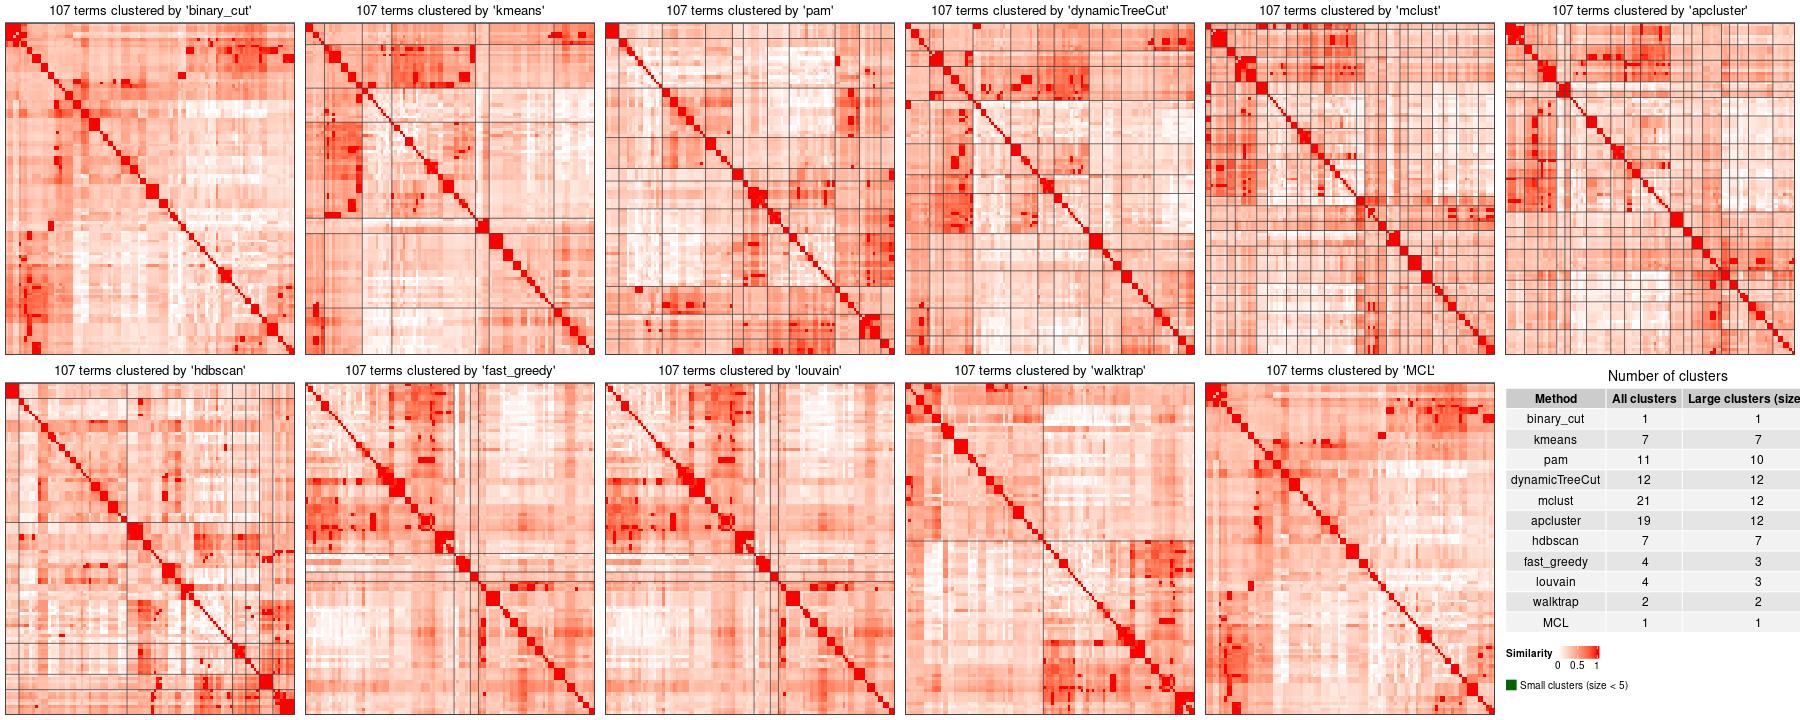 107 terms clustered by 'binary_cut'
107 terms clustered by 'kmeans'
107 terms clustered by 'pam'
107 terms clustered by 'dynamicTreeCut'
107 terms clustered by 'mclust'
107 terms clustered by 'apcluster'
107 terms clustered by 'hdbscan'
107 terms clustered by 'fast_greedy'
107 terms clustered by 'louvain'
107 terms clustered by 'walktrap'
107 terms clustered by 'MCL'
Number of clusters
Method All clusters Large clusters (size
binary_cut 1 1
kmeans 7 7
pam 11 10
dynamicTreeCut 12 12
mclust 21 12
apcluster 19 12
hdbscan 7 7
fast_greedy 4 3
louvain 4 3
walktrap 2 2
MCL 1 1
Similarity
0 0.5 1
Small clusters (size < 5)